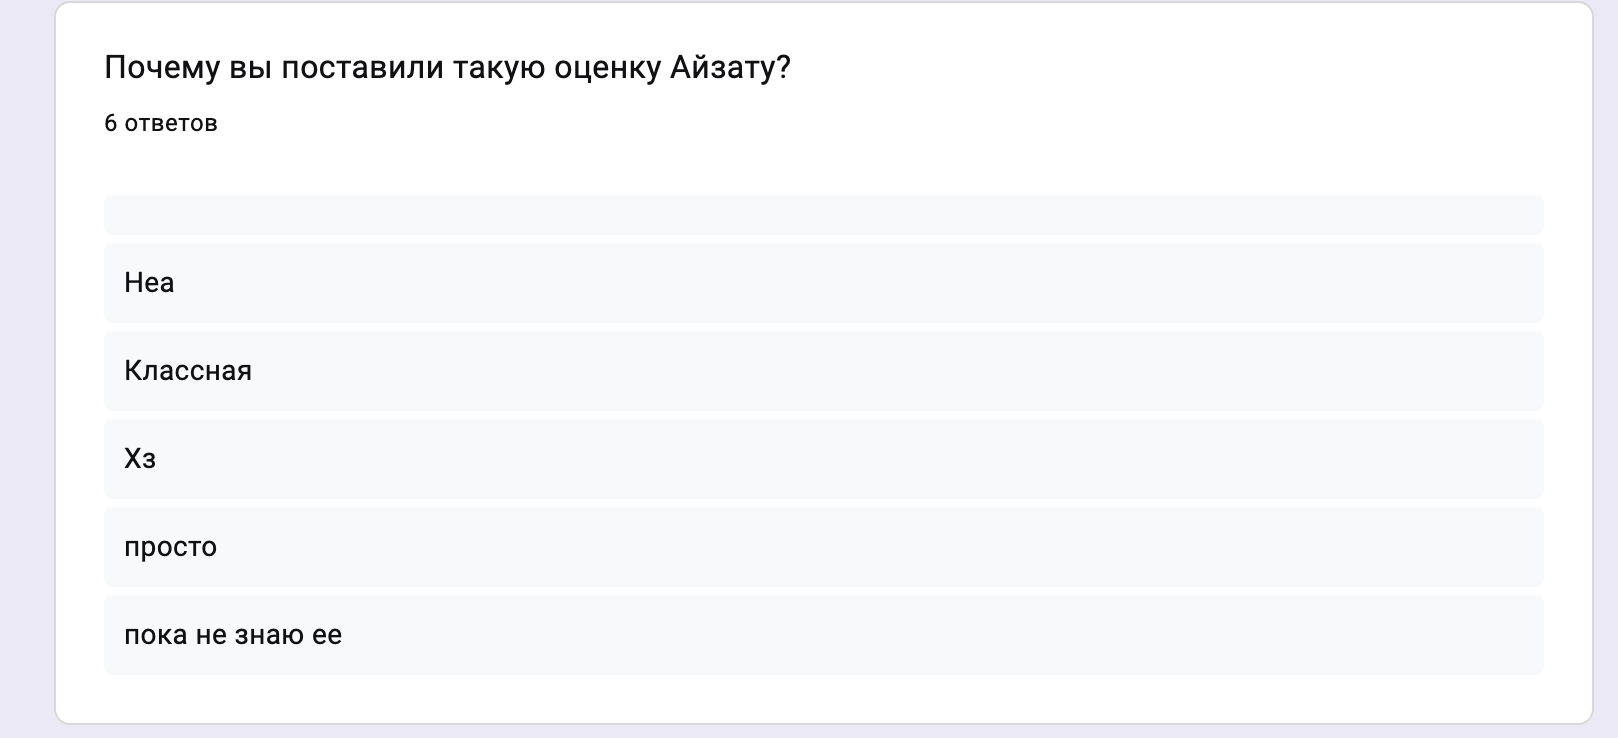 Почему вы поставили такую оценку Айзату?
6 ответов
Неа
Классная
Хз
просто
пока не знаю ее